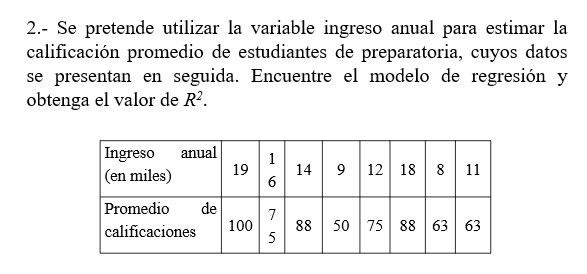 2.- Se pretende utilizar la variable ingreso anual para estimar la
calificación promedio de estudiantes de preparatoria, cuyos datos
se presentan en seguida. Encuentre el modelo de regresión y
obtenga el valor de R².
Ingreso anual (en miles) 19 16 14 9 12 18 8 11
Promedio de calificaciones 100 75 88 50 75 88 63 63